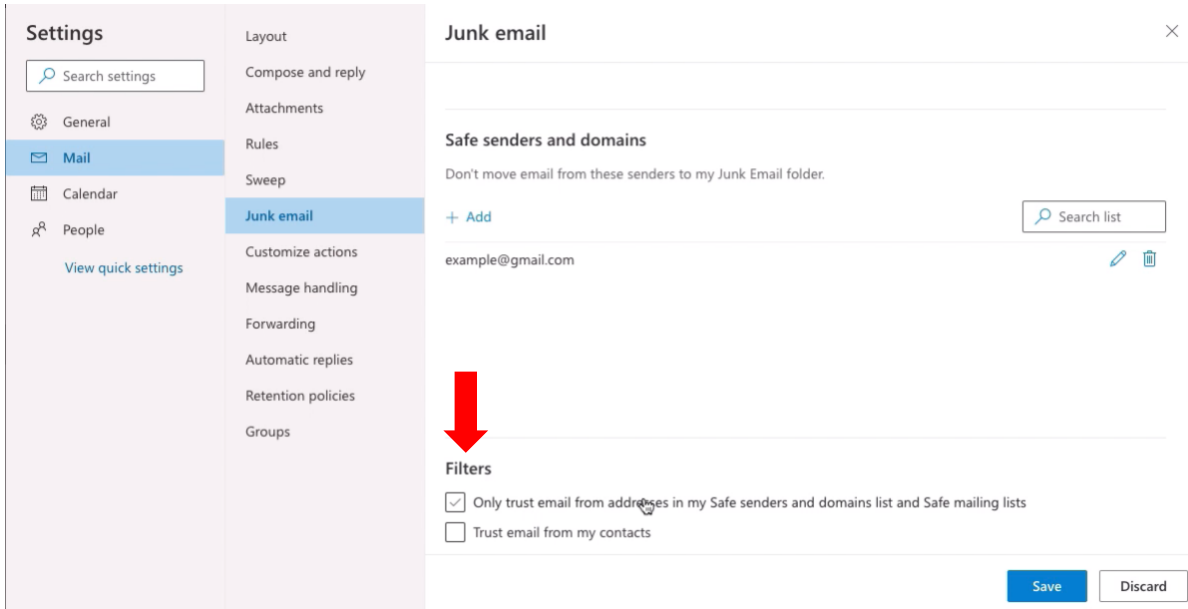 Settings
Search settings
General
Mail
Calendar
People
View quick settings
Layout
Compose and reply
Attachments
Rules
Sweep
Junk email
Customize actions
Message handling
Forwarding
Automatic replies
Retention policies
Groups
Junk email
Safe senders and domains
Don't move email from these senders to my Junk Email folder.
Add
Search list
example@gmail.com
Filters
Only trust email from addresses in my Safe senders and domains list and Safe mailing lists
Trust email from my contacts
Save
Discard